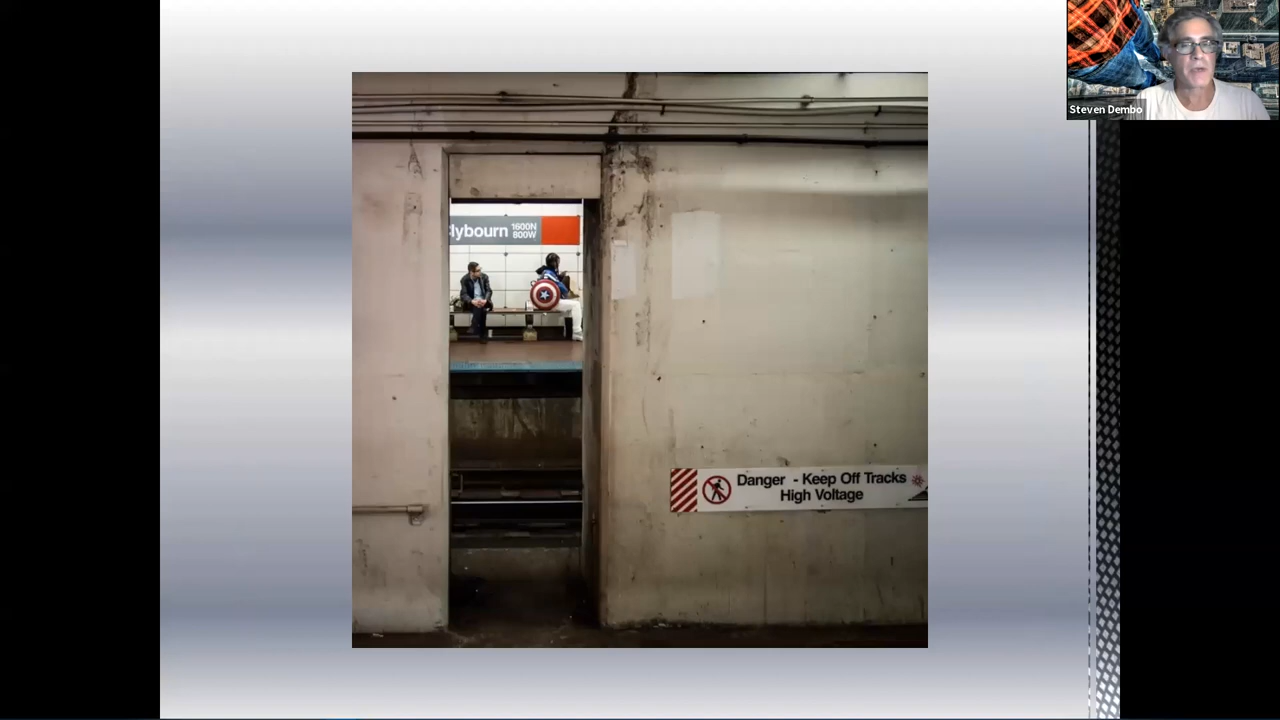 Steven Dembo
lybourn
1600N
800W
Danger - Keep Off Tracks
High Voltage